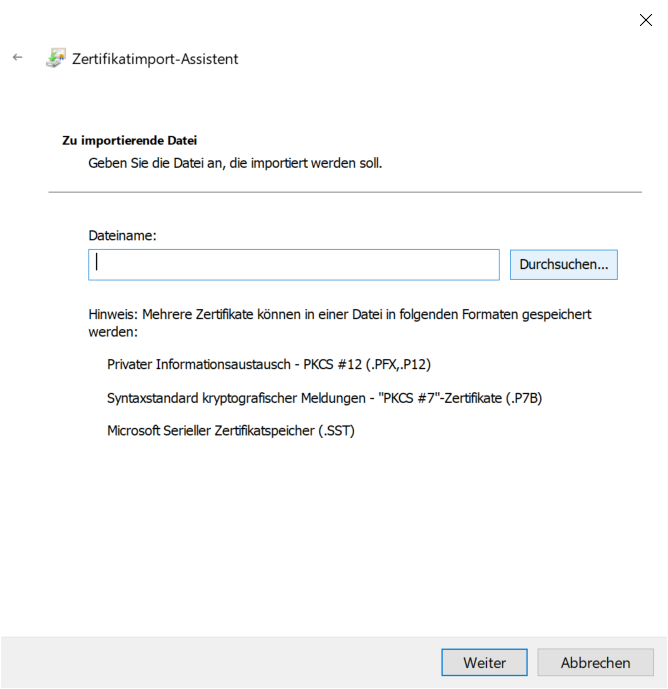 Zertifikatimport-Assistent
Zu importierende Datei
Geben Sie die Datei an, die importiert werden soll.
Dateiname:
Durchsuchen...
Hinweis: Mehrere Zertifikate können in einer Datei in folgenden Formaten gespeichert
werden:
Privater Informationsaustausch - PKCS #12 (.PFX,.P12)
Syntaxstandard kryptografischer Meldungen - "PKCS #7"-Zertifikate (.P7B)
Microsoft Serieller Zertifikatspeicher (.SST)
Weiter
Abbrechen